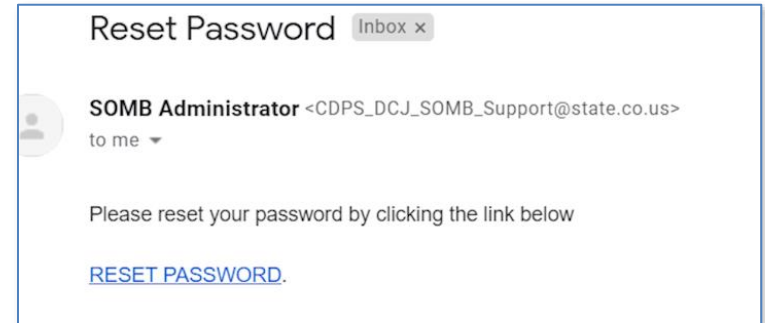 Reset Password Inbox x
SOMB Administrator <CDPS_DCJ_SOMB_Support@state.co.us>
to me
Please reset your password by clicking the link below
RESET PASSWORD.